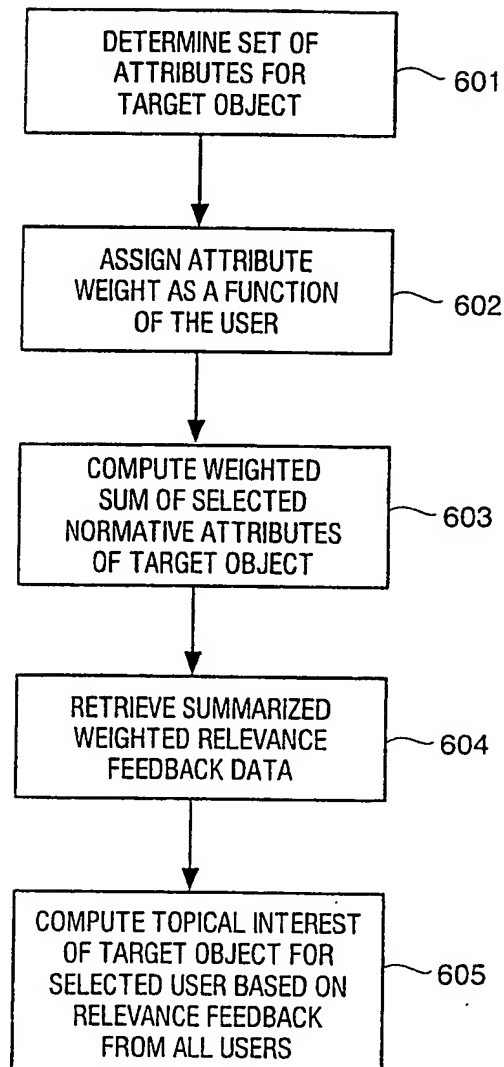 DETERMINE SET OF
ATTRIBUTES FOR
TARGET OBJECT
601
ASSIGN ATTRIBUTE
WEIGHT AS A FUNCTION
OF THE USER
602
COMPUTE WEIGHTED
SUM OF SELECTED
NORMATIVE ATTRIBUTES
OF TARGET OBJECT
603
RETRIEVE SUMMARIZED
WEIGHTED RELEVANCE
FEEDBACK DATA
604
COMPUTE TOPICAL INTEREST
OF TARGET OBJECT FOR
SELECTED USER BASED ON
RELEVANCE FEEDBACK
FROM ALL USERS
605